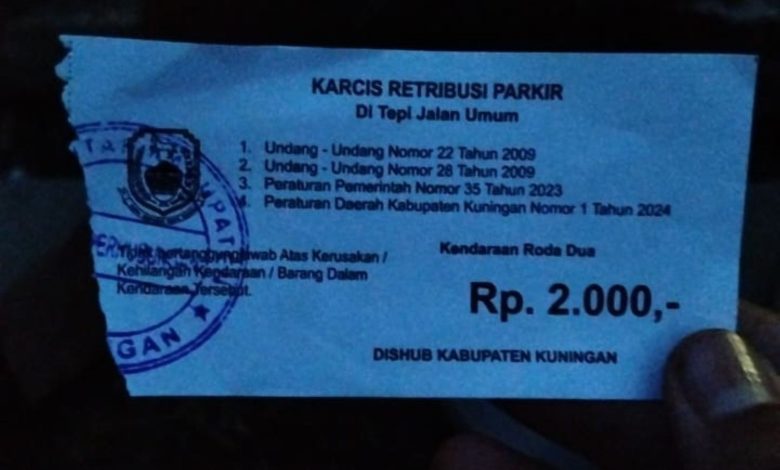 KARCIS RETRIBUSI PARKIR
Di Tepi Jalan Umum
1. Undang - Undang Nomor 22 Tahun 2009
2. Undang - Undang Nomor 28 Tahun 2009
3. Peraturan Pemerintah Nomor 35 Tahun 2023
4. Peraturan Daerah Kabupaten Kuningan Nomor 1 Tahun 2024
Tidak bertanggungjawab Atas Kerusakan /
Kehilangan Kendaraan / Barang Dalam
Kendaraan Tersebut.
Kendaraan Roda Dua
Rp. 2.000,-
DISHUB KABUPATEN KUNINGAN